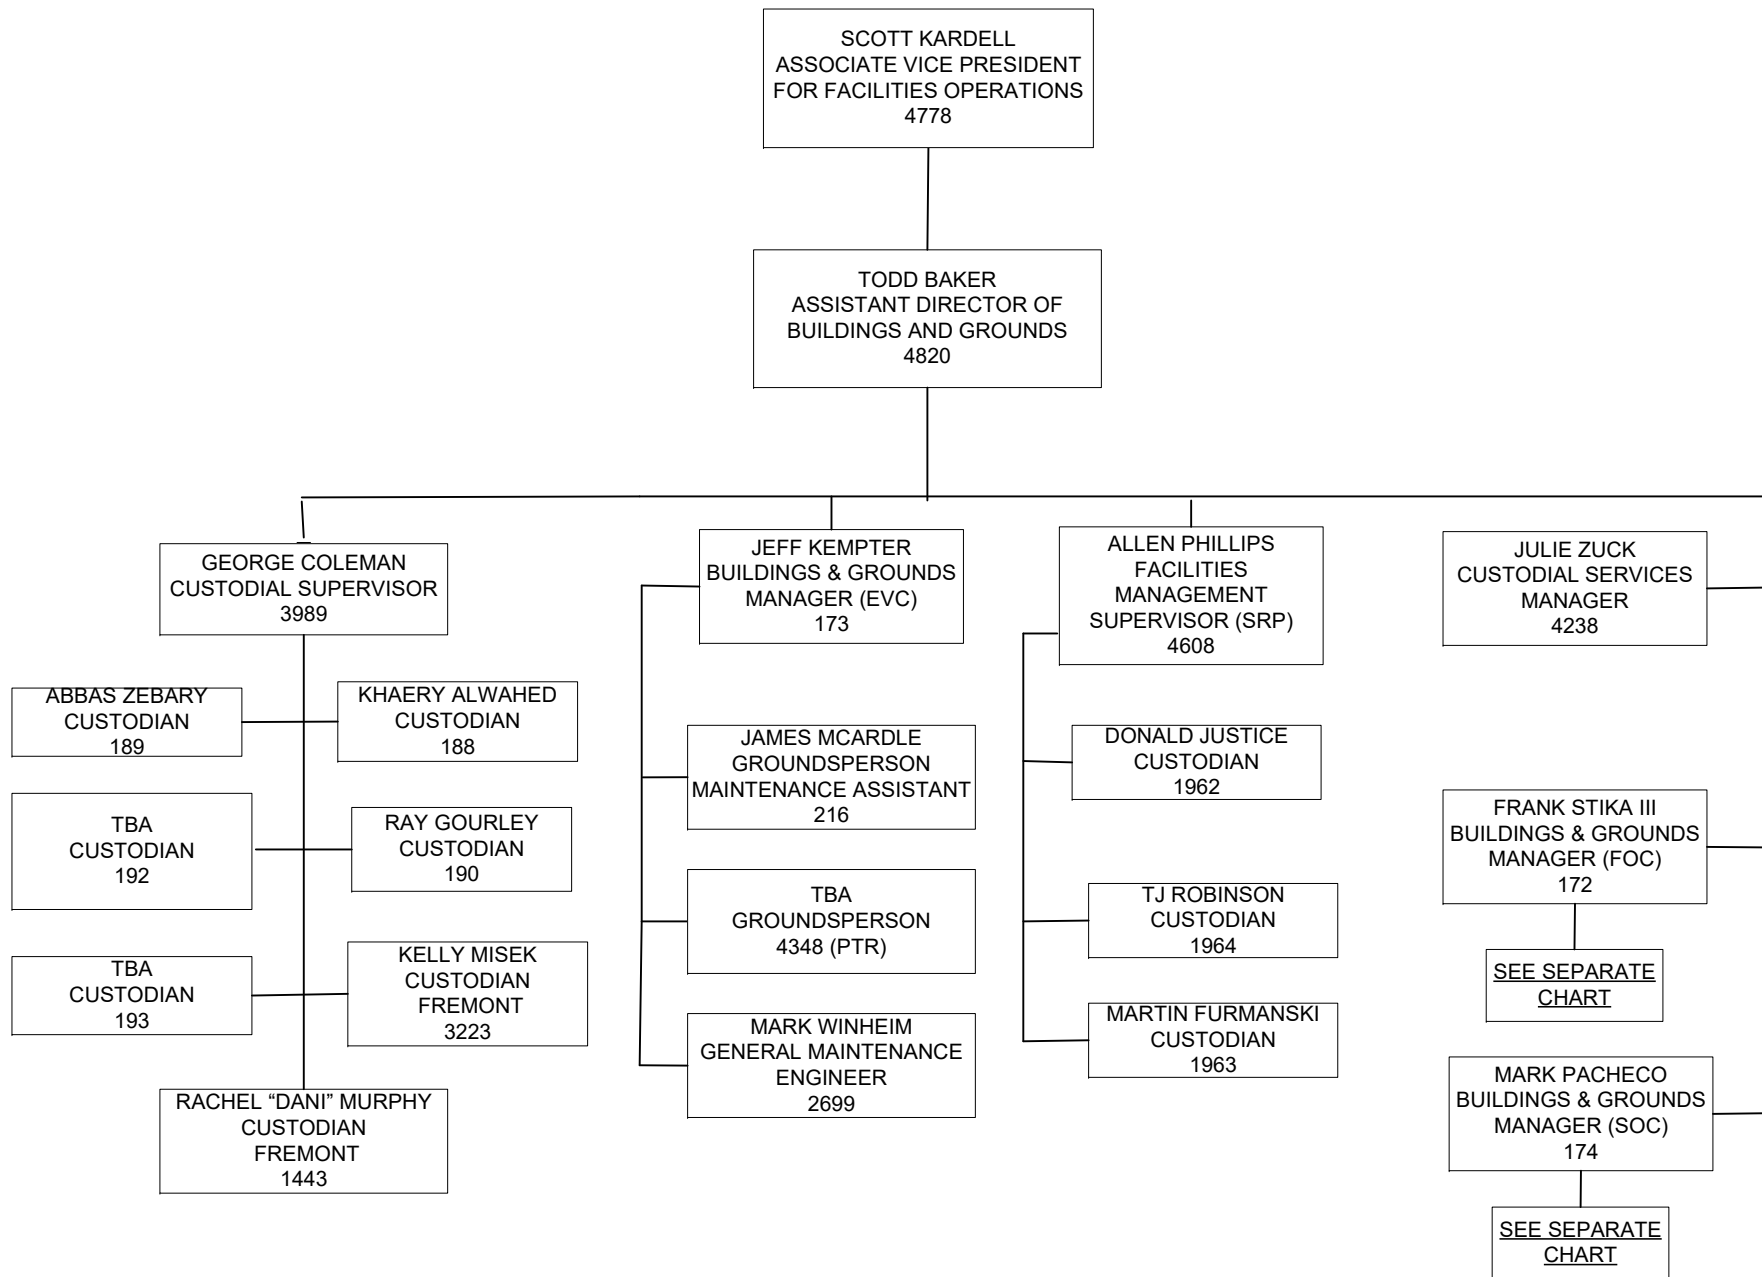 SCOTT KARDELL
ASSOCIATE VICE PRESIDENT
FOR FACILITIES OPERATIONS
4778
TODD BAKER
ASSISTANT DIRECTOR OF
BUILDINGS AND GROUNDS
4820
GEORGE COLEMAN
CUSTODIAL SUPERVISOR
3989
ABBAS ZEBARY
CUSTODIAN
189
KHAERY ALWAHED
CUSTODIAN
188
TBA
CUSTODIAN
192
RAY GOURLEY
CUSTODIAN
190
TBA
CUSTODIAN
193
KELLY MISEK
CUSTODIAN
FREMONT
3223
RACHEL “DANI” MURPHY
CUSTODIAN
FREMONT
1443
JEFF KEMPTER
BUILDINGS & GROUNDS
MANAGER (EVC)
173
JAMES MCARDLE
GROUNDSPERSON
MAINTENANCE ASSISTANT
216
TBA
GROUNDSPERSON
4348 (PTR)
MARK WINHEIM
GENERAL MAINTENANCE
ENGINEER
2699
ALLEN PHILLIPS
FACILITIES
MANAGEMENT
SUPERVISOR (SRP)
4608
DONALD JUSTICE
CUSTODIAN
1962
TJ ROBINSON
CUSTODIAN
1964
MARTIN FURMANSKI
CUSTODIAN
1963
JULIE ZUCK
CUSTODIAL SERVICES
MANAGER
4238
FRANK STIKA III
BUILDINGS & GROUNDS
MANAGER (FOC)
172
SEE SEPARATE
CHART
MARK PACHECO
BUILDINGS & GROUNDS
MANAGER (SOC)
174
SEE SEPARATE
CHART